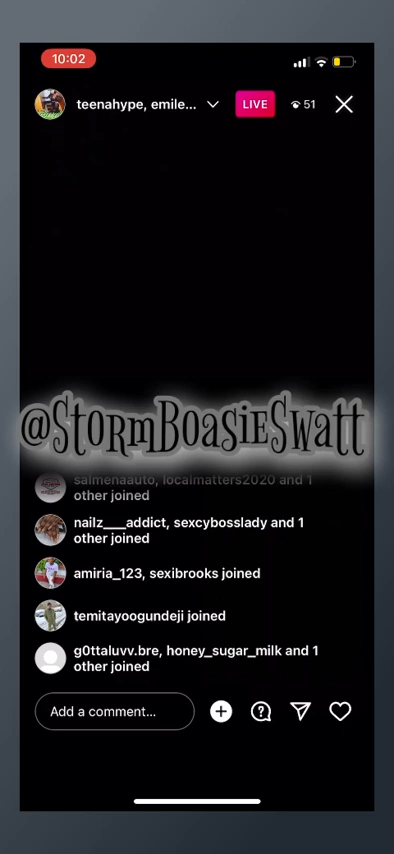 10:02
teenahype, emile...
LIVE
51
@StormBoasieSwatt
salmenaauto, localmatters2020 and 1
other joined
nailz___addict, sexcybosslady and 1
other joined
amiria_123, sexibrooks joined
temitayoogundeji joined
g0ttaluvv.bre, honey_sugar_milk and 1
other joined
Add a comment...